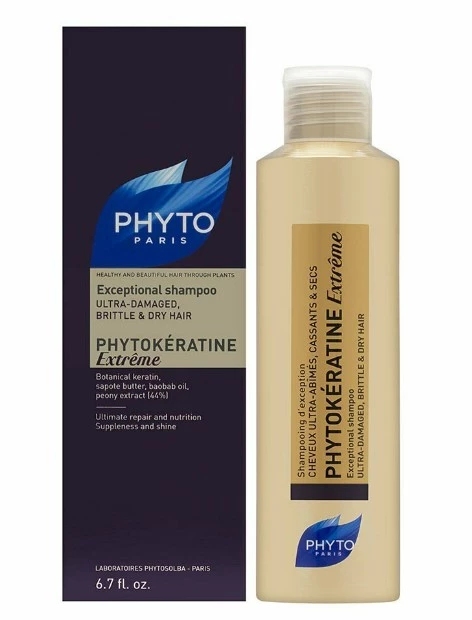 PHYTO
PARIS
HEALTHY AND BEAUTIFUL HAIR THROUGH PLANTS
Exceptional shampoo
ULTRA-DAMAGED,
BRITTLE & DRY HAIR
PHYTOKÉRATINE
Extrême
Botanical keratin,
sapote butter, baobab oil,
peony extract (44%)
Ultimate repair and nutrition
Suppleness and shine
LABORATOIRES PHYTOSOLBA - PARIS
6.7 fl. oz.
Shampooing d'exception
CHEVEUX ULTRA-ABÎMÉS, CASSANTS & SECS
PHYTOKÉRATINE Extrême
Exceptional shampoo
ULTRA-DAMAGED, BRITTLE & DRY HAIR
PHYTO
PARIS